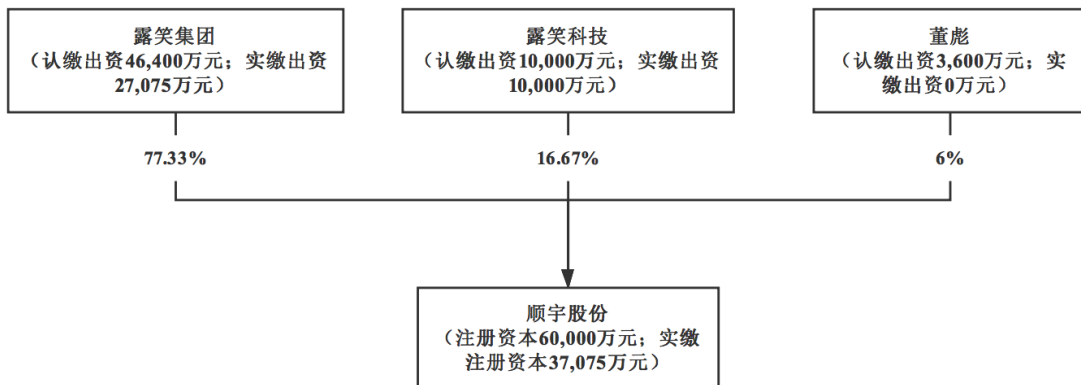 露笑集团
（认缴出资46,400万元；实缴出资
27,075万元）
露笑科技
（认缴出资10,000万元；实缴出资
10,000万元）
董彪
（认缴出资3,600万元；实
缴出资0万元）
77.33%
16.67%
6%
顺宇股份
（注册资本60,000万元；实缴
注册资本37,075万元）